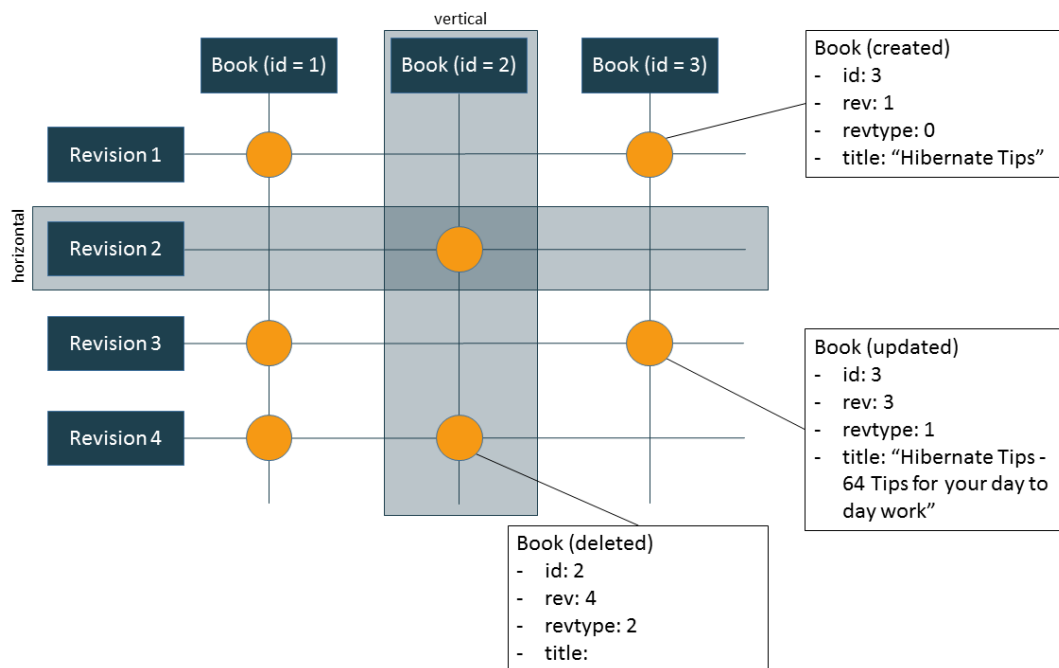 vertical
Book (id = 1)
Book (id = 2)
Book (id = 3)
Book (created)
- id: 3
- rev: 1
- revtype: 0
- title: “Hibernate Tips”
Revision 1
horizontal
Revision 2
Revision 3
Book (updated)
- id: 3
- rev: 3
- revtype: 1
- title: “Hibernate Tips -
64 Tips for your day to
day work”
Revision 4
Book (deleted)
- id: 2
- rev: 4
- revtype: 2
- title: